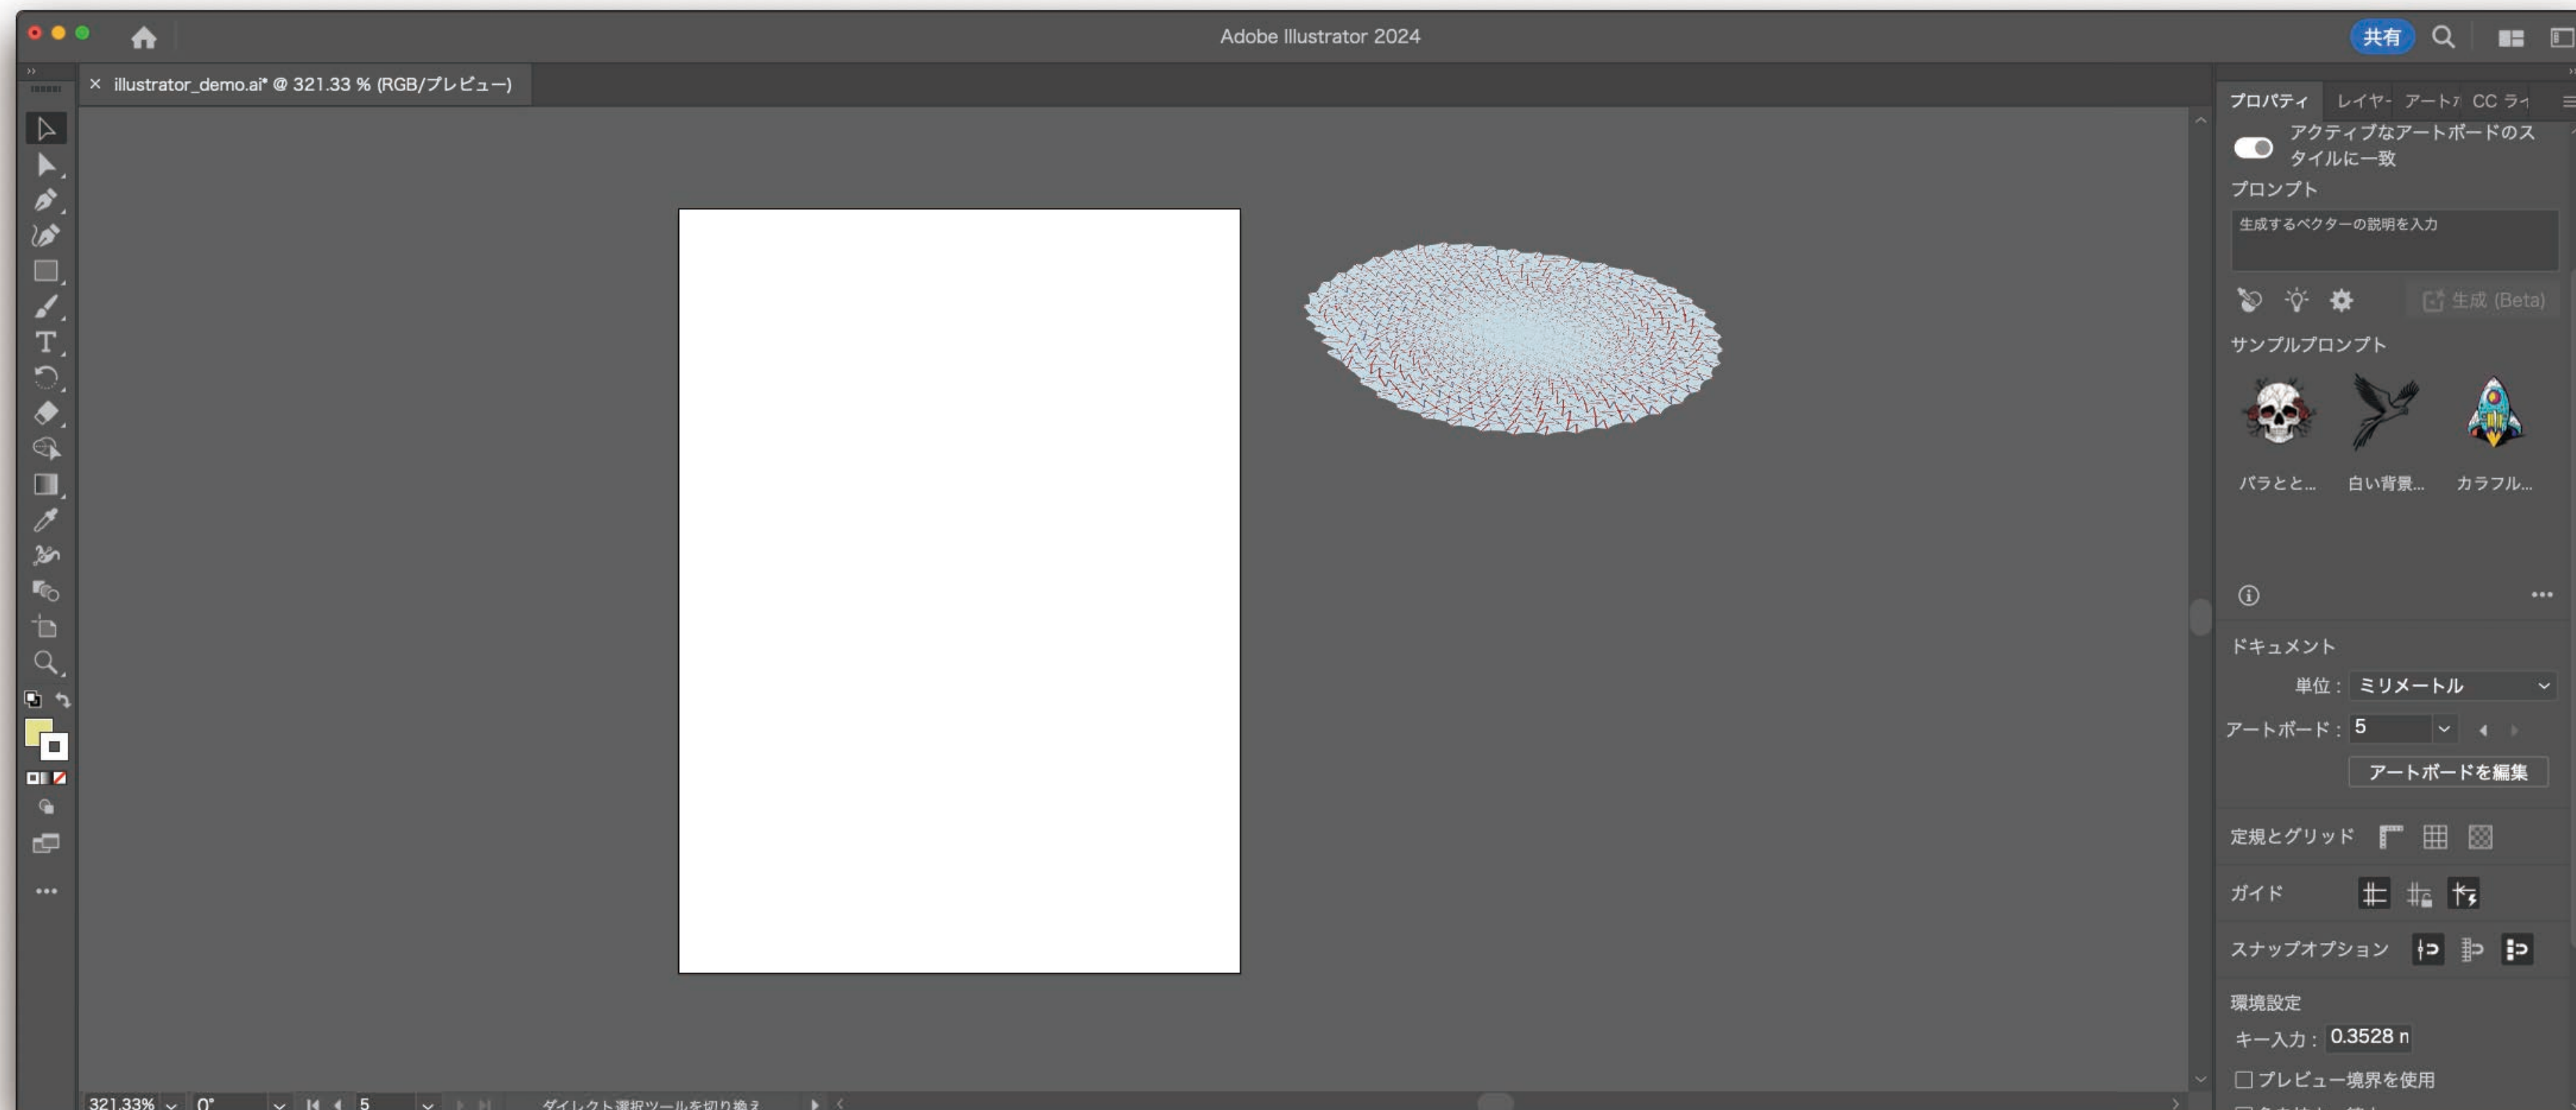 Adobe Illustrator 2024
共有
× illustrator_demo.ai* @ 321.33 % (RGB/プレビュー)
プロパティ レイヤー アートボ CC ライ
アクティブなアートボードのス
タイルに一致
プロンプト
生成するベクターの説明を入力
生成 (Beta)
サンプルプロンプト
バラとと... 白い背景... カラフル...
ドキュメント
単位 : ミリメートル
アートボード : 5
アートボードを編集
定規とグリッド
ガイド
スナップオプション
環境設定
キー入力 : 0.3528
プレビュー境界を使用
321.33% 0° 5 ダイレクト選択ツールを切り換え